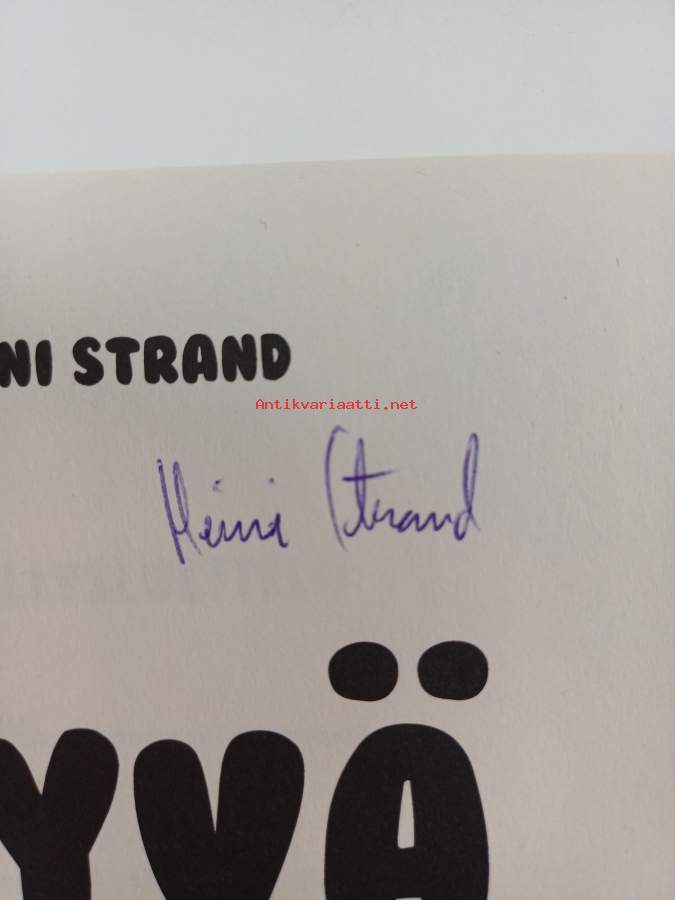 NI STRAND
Antikvariaatti.net
Heini Strand
YVÄ